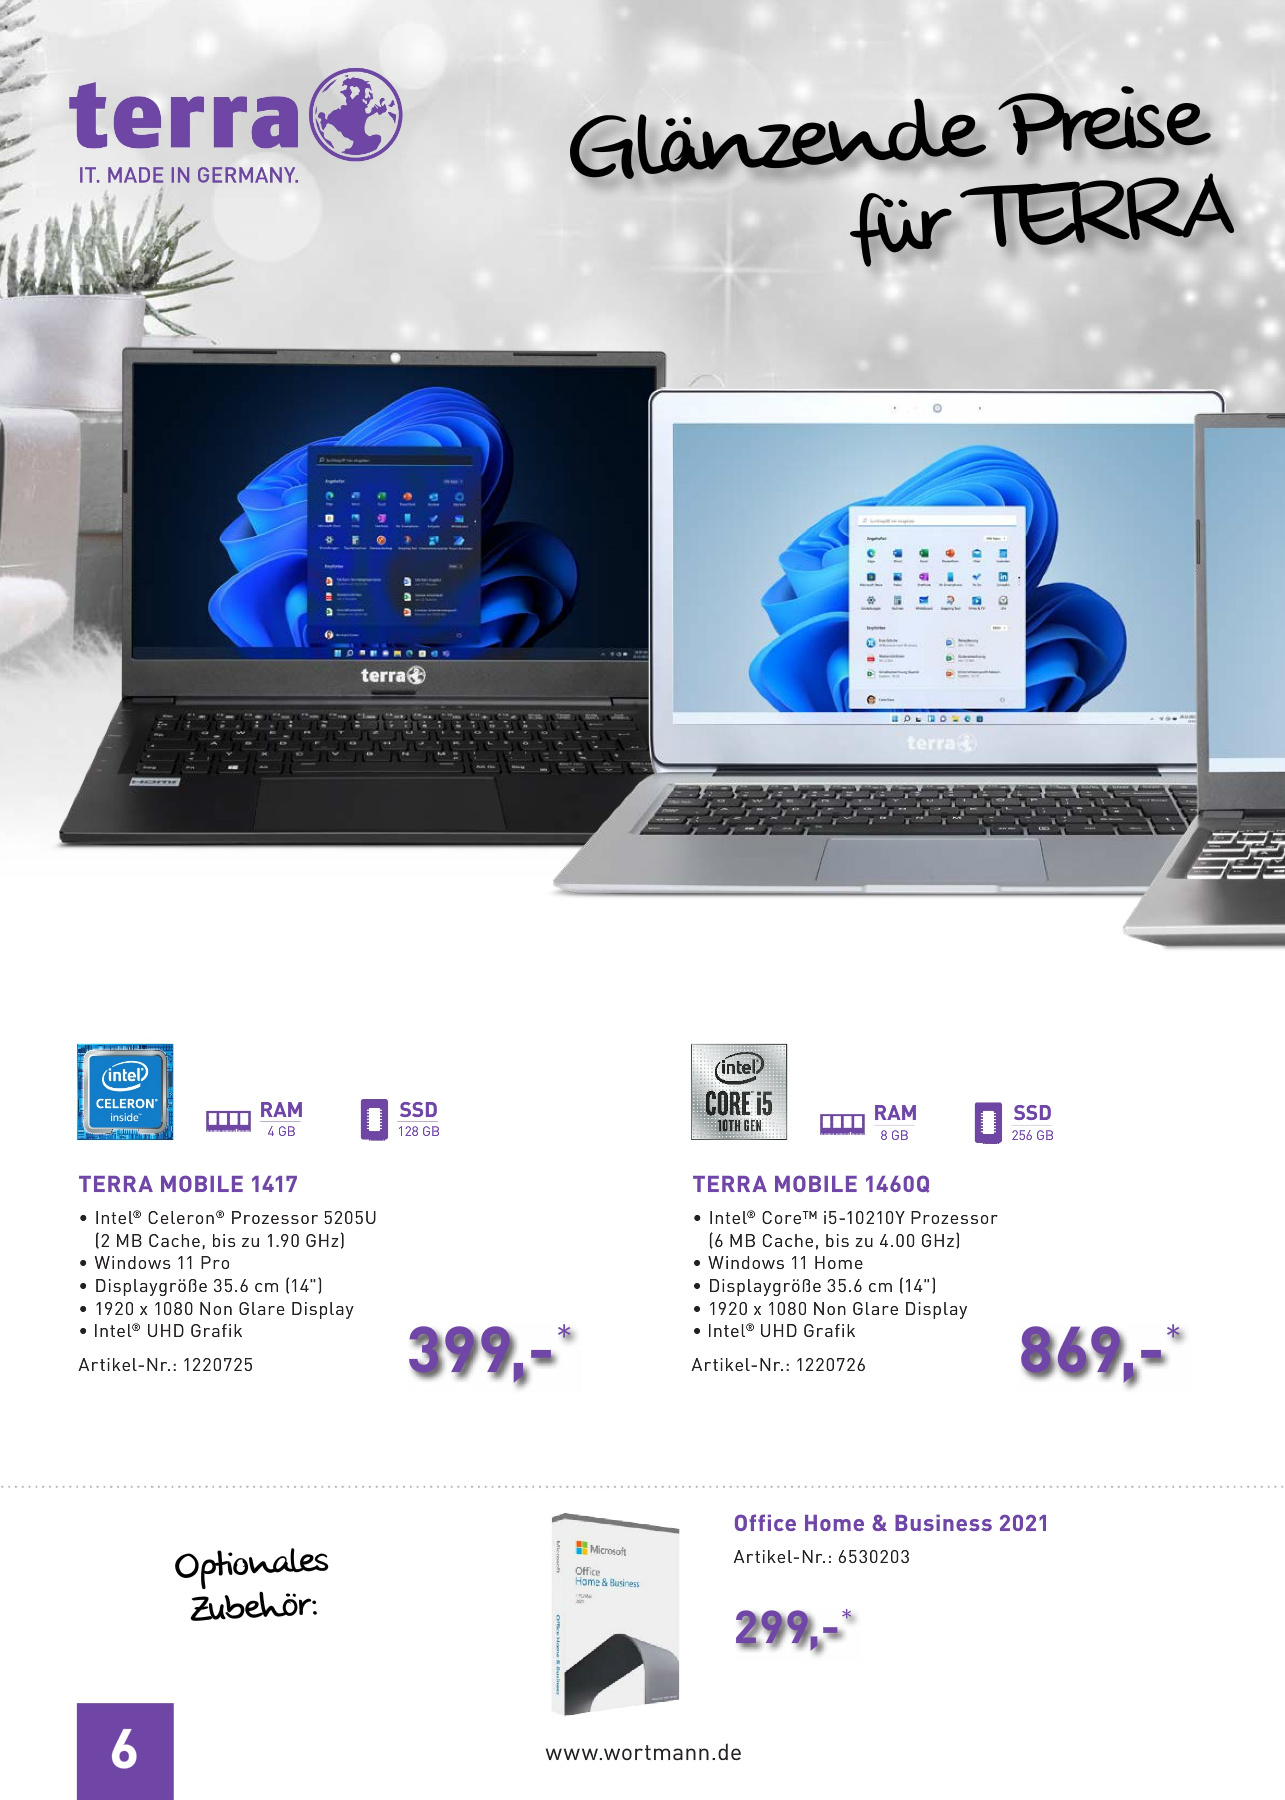 terra
IT. MADE IN GERMANY.
Glänzende Preise
für TERRA
terra
terra
intel
CELERON®
inside™
RAM
4 GB
SSD
128 GB
TERRA MOBILE 1417
• Intel® Celeron® Prozessor 5205U
(2 MB Cache, bis zu 1.90 GHz)
• Windows 11 Pro
• Displaygröße 35.6 cm (14")
• 1920 x 1080 Non Glare Display
• Intel® UHD Grafik
Artikel-Nr.: 1220725
399,-*
intel
CORE i5
10TH GEN
RAM
8 GB
SSD
256 GB
TERRA MOBILE 1460Q
• Intel® Core™ i5-10210Y Prozessor
(6 MB Cache, bis zu 4.00 GHz)
• Windows 11 Home
• Displaygröße 35.6 cm (14")
• 1920 x 1080 Non Glare Display
• Intel® UHD Grafik
Artikel-Nr.: 1220726
869,-*
Optionales
Zubehör:
Microsoft
Office
Home & Business
2021
Microsoft
Office Home & Business
Office Home & Business 2021
Artikel-Nr.: 6530203
299,-*
6
www.wortmann.de